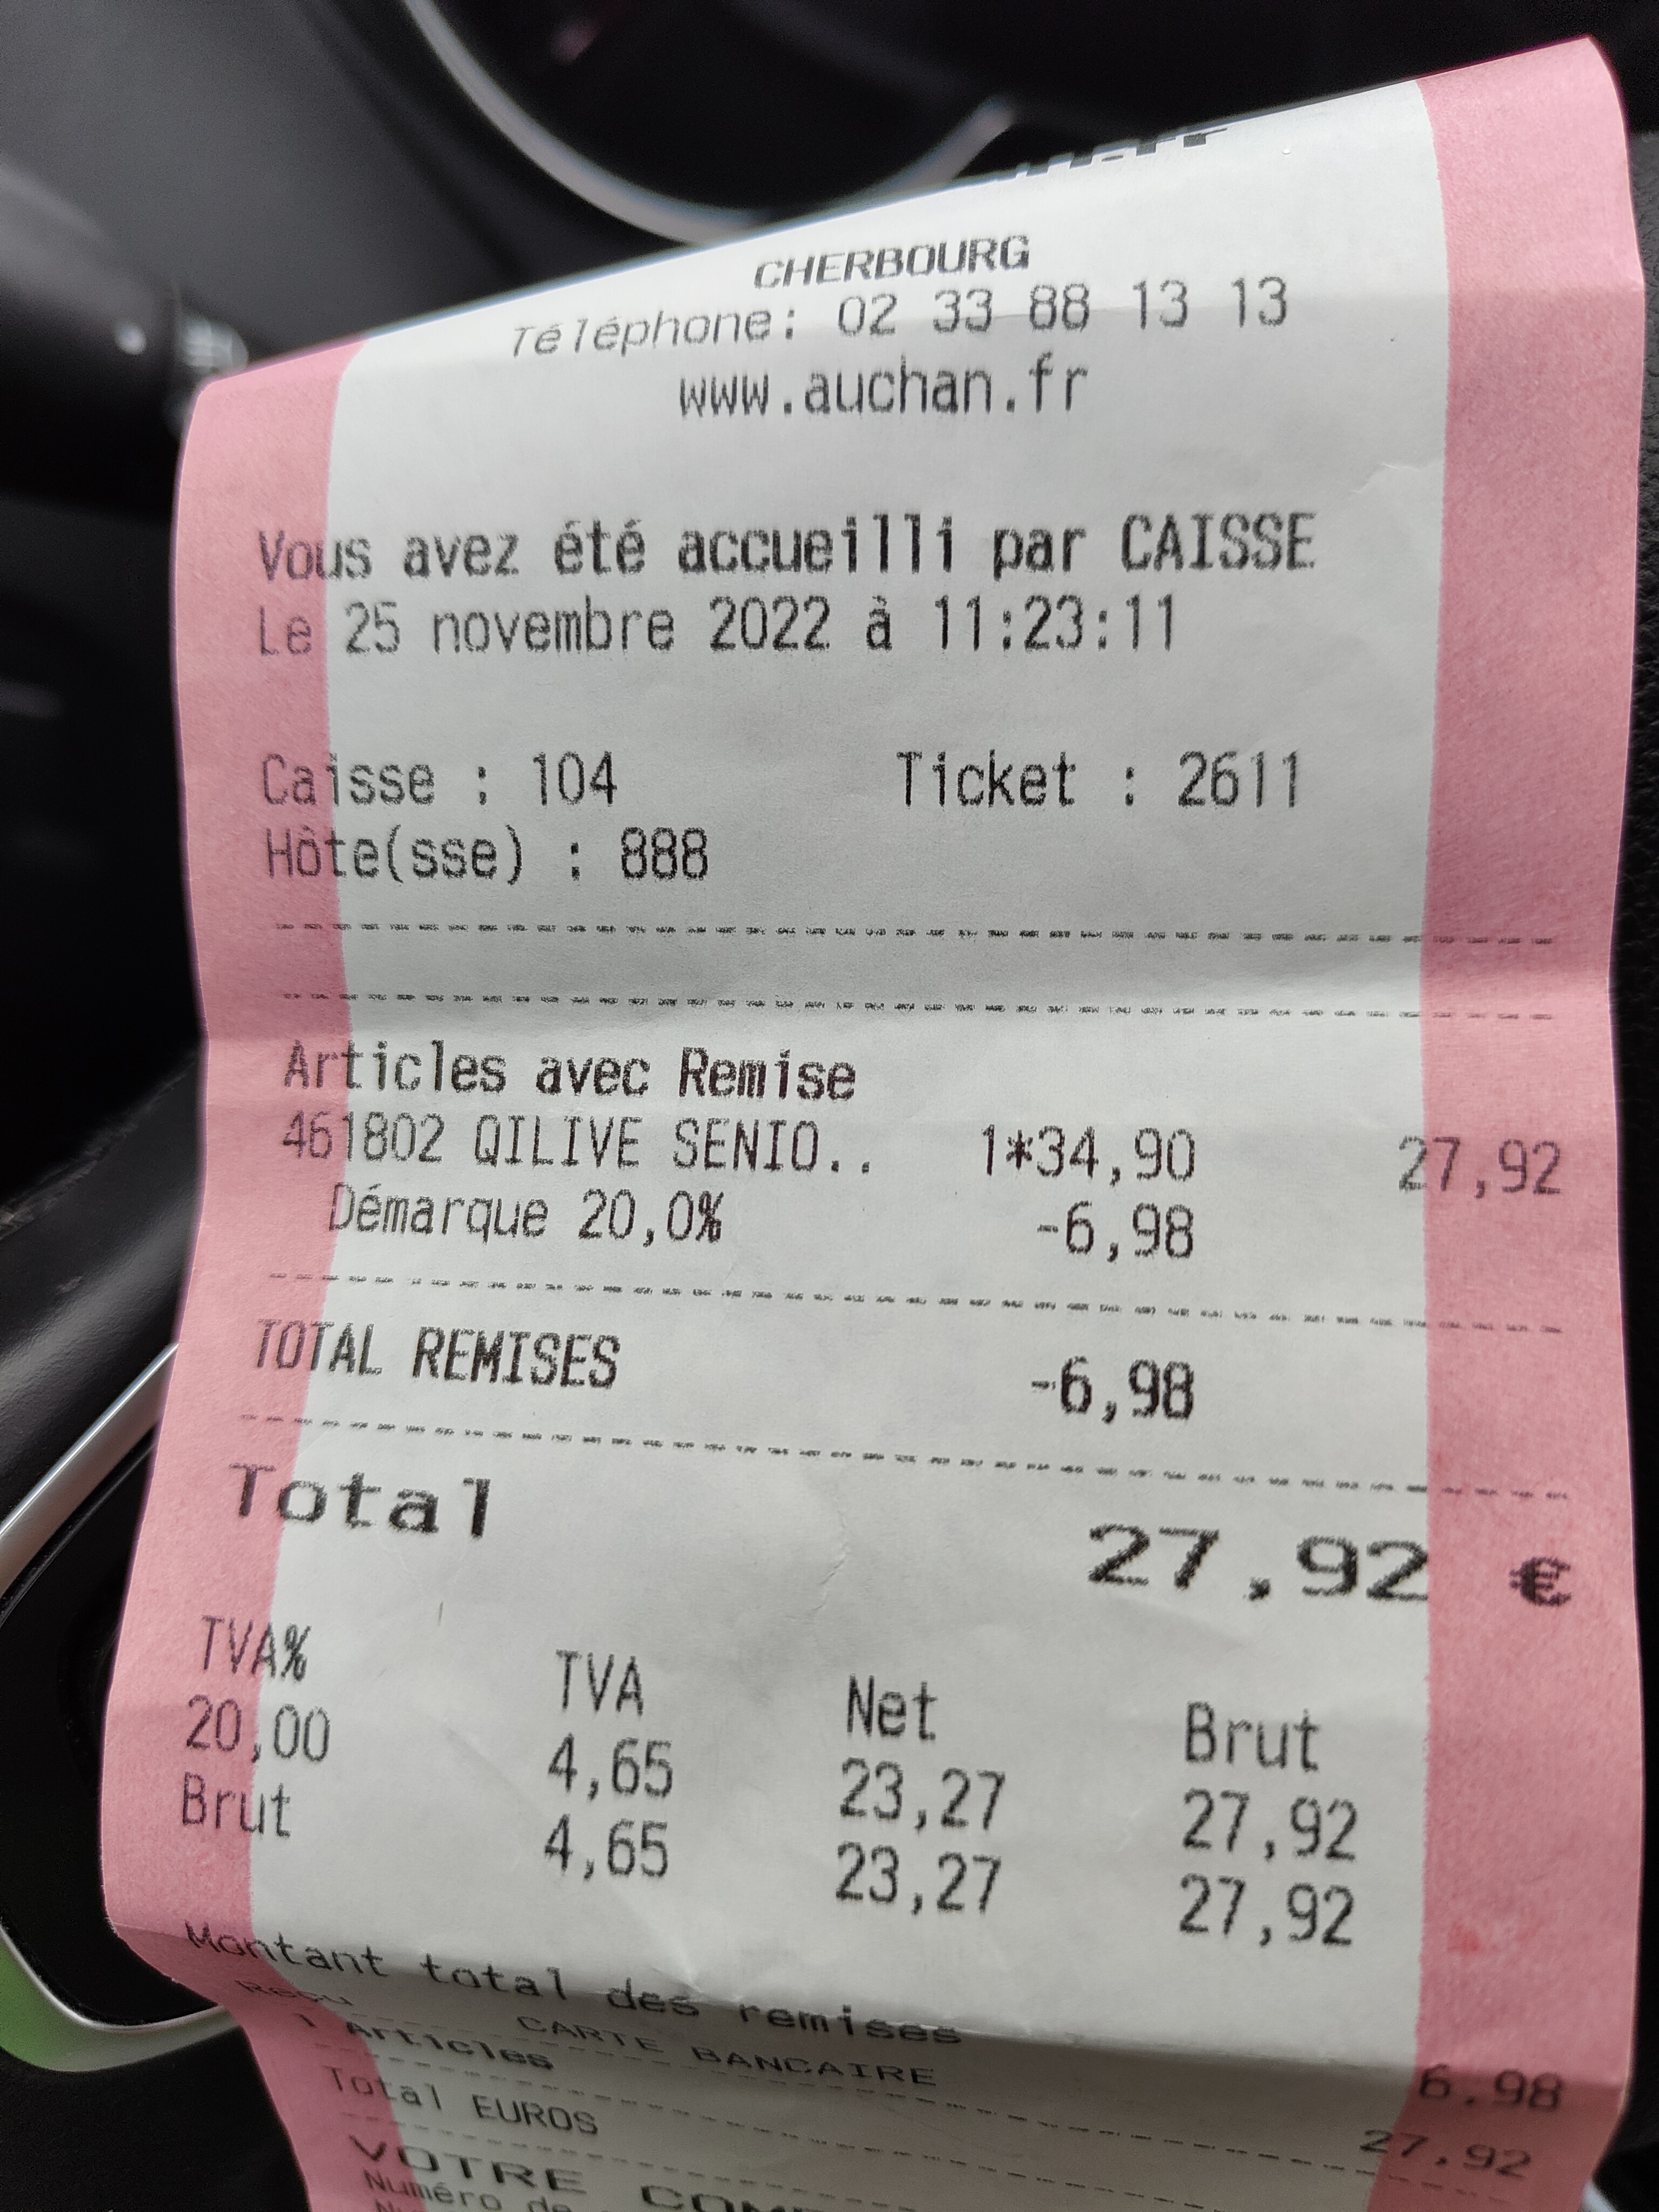 CHERBOURG
Téléphone: 02 33 88 13 13
www.auchan.fr
Vous avez été accueilli par CAISSE
Le 25 novembre 2022 à 11:23:11
Caisse : 104 Ticket : 2611
Hôte(sse) : 888
Articles avec Remise
461802 QILIVE SENIO.. 1*34,90 27,92
Démarque 20,0% -6,98
TOTAL REMISES -6,98
Total 27,92 €
TVA% TVA Net Brut
20,00 4,65 23,27 27,92
Brut 4,65 23,27 27,92
Montant total des remises 6.98
Reçu CARTE BANCAIRE 27,92
1 Articles
Total EUROS
VOTRE
Numéro de